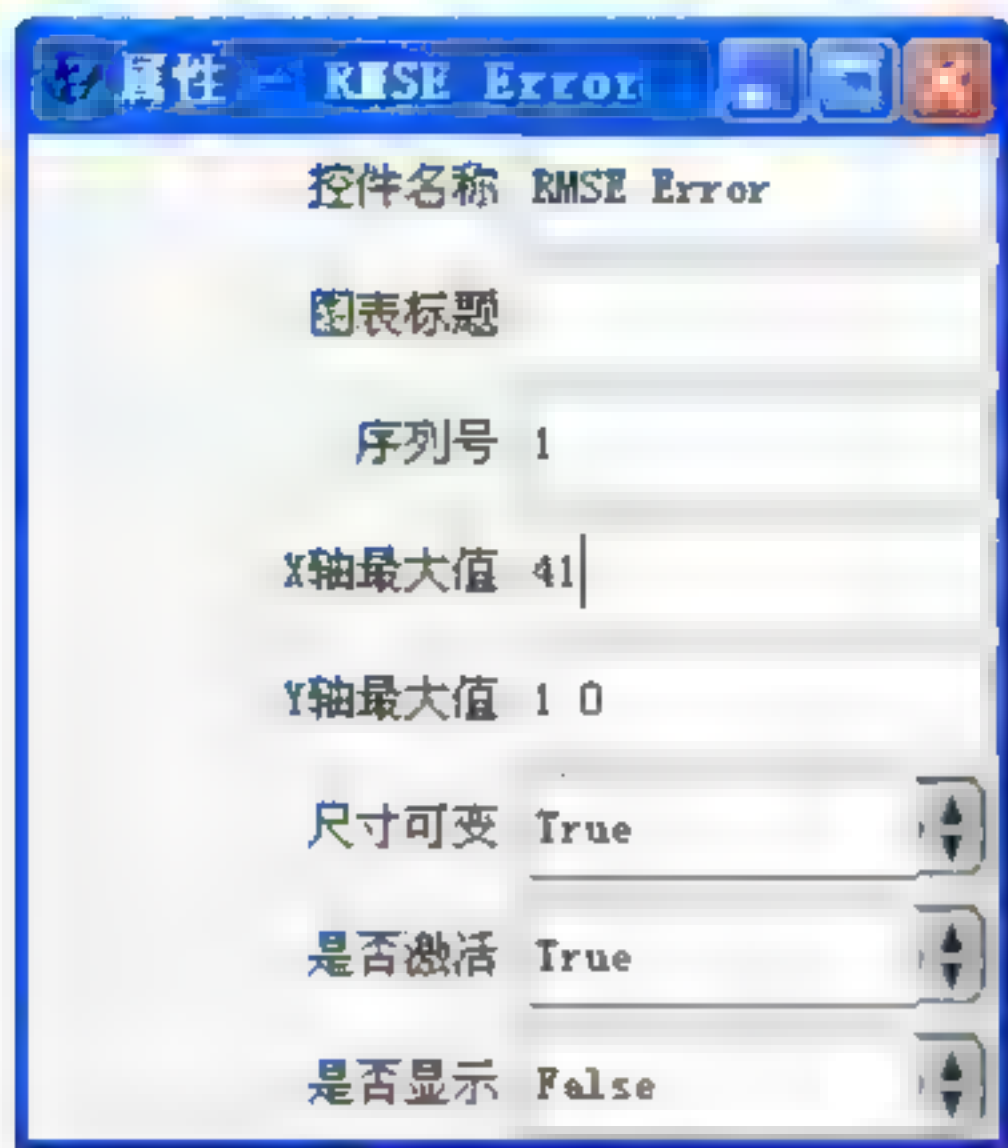 属性 - RMSE Error
控件名称 RMSE Error
图表标题
序列号 1
X轴最大值 41
Y轴最大值 1 0
尺寸可变 True
是否激活 True
是否显示 False